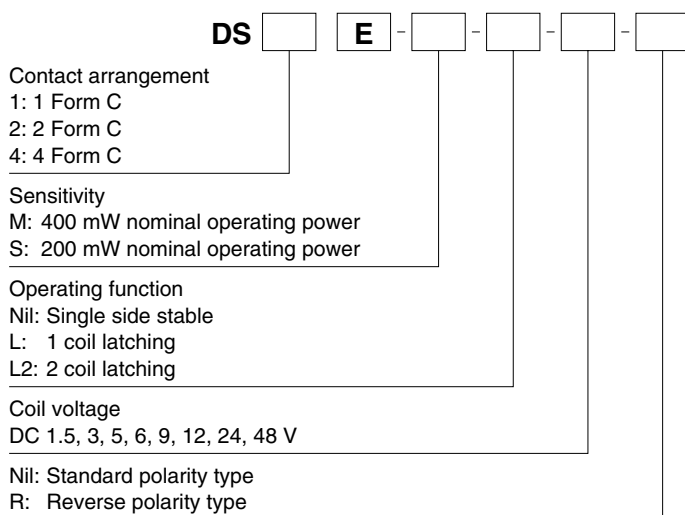 DS E - - - -
Contact arrangement
1: 1 Form C
2: 2 Form C
4: 4 Form C
Sensitivity
M: 400 mW nominal operating power
S: 200 mW nominal operating power
Operating function
Nil: Single side stable
L: 1 coil latching
L2: 2 coil latching
Coil voltage
DC 1.5, 3, 5, 6, 9, 12, 24, 48 V
Nil: Standard polarity type
R: Reverse polarity type